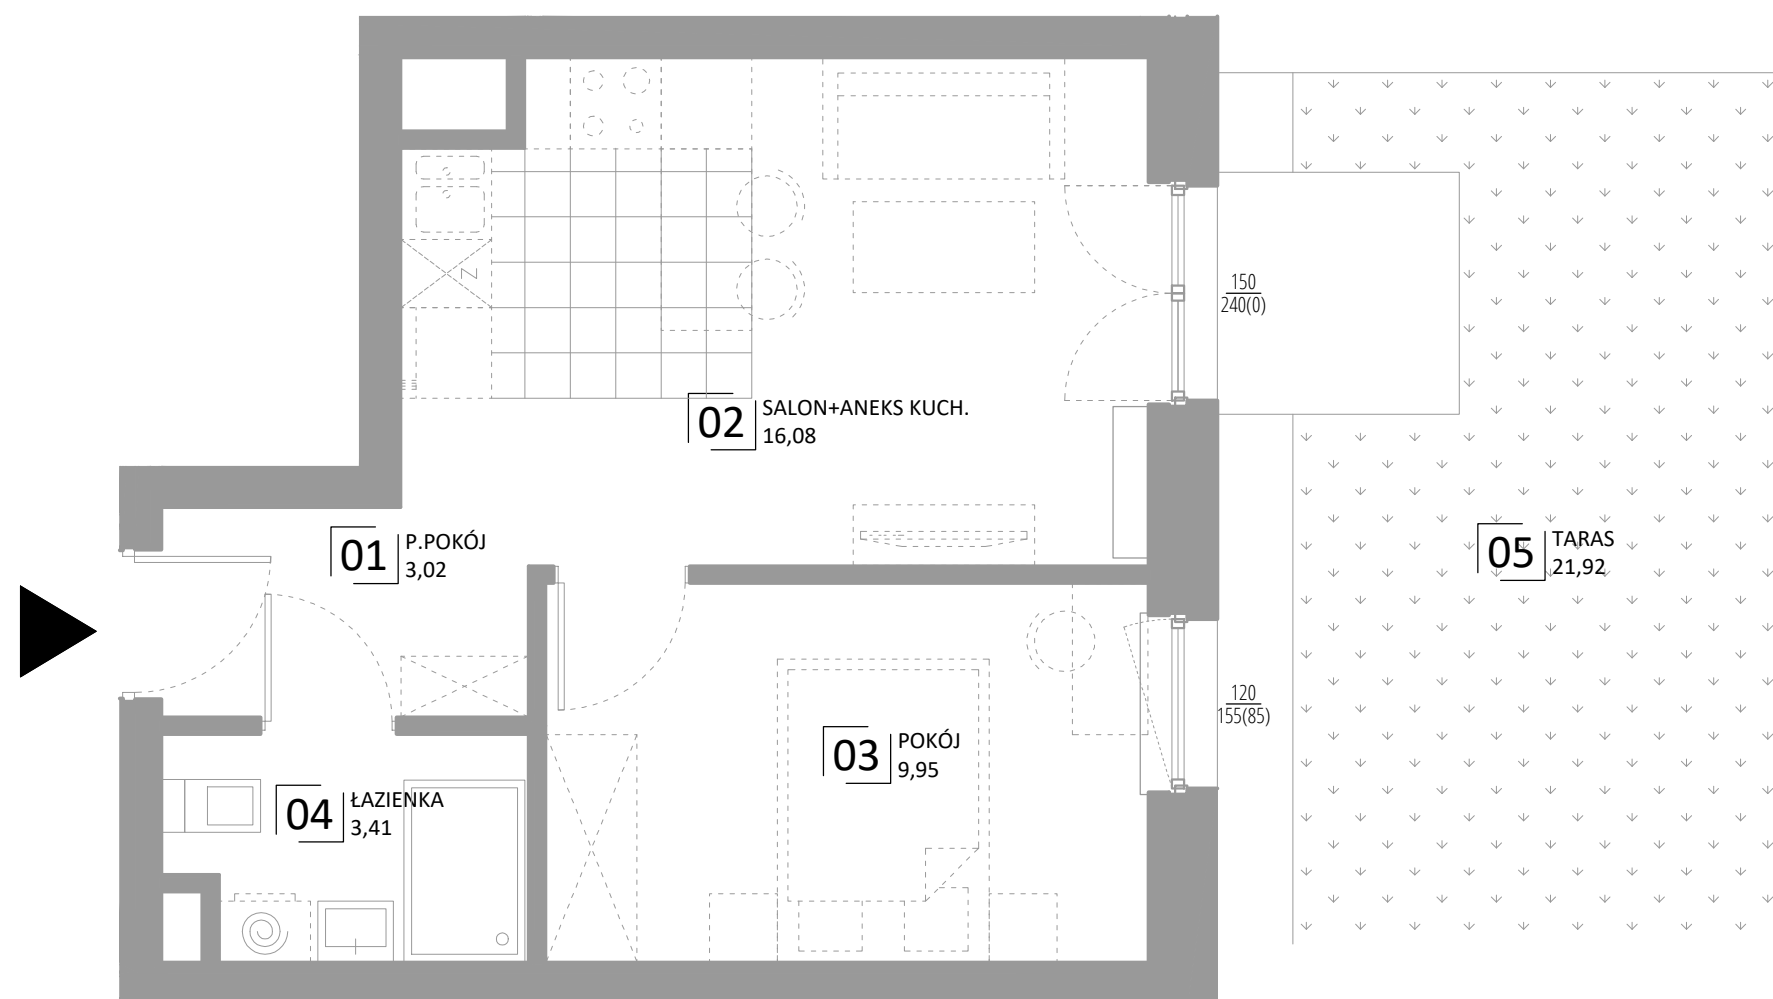 Z
150
240(0)
02 SALON+ANEKS KUCH.
16,08
01 P.POKÓJ
3,02
05 TARAS
21,92
120
155(85)
03 POKÓJ
9,95
04 ŁAZIENKA
3,41